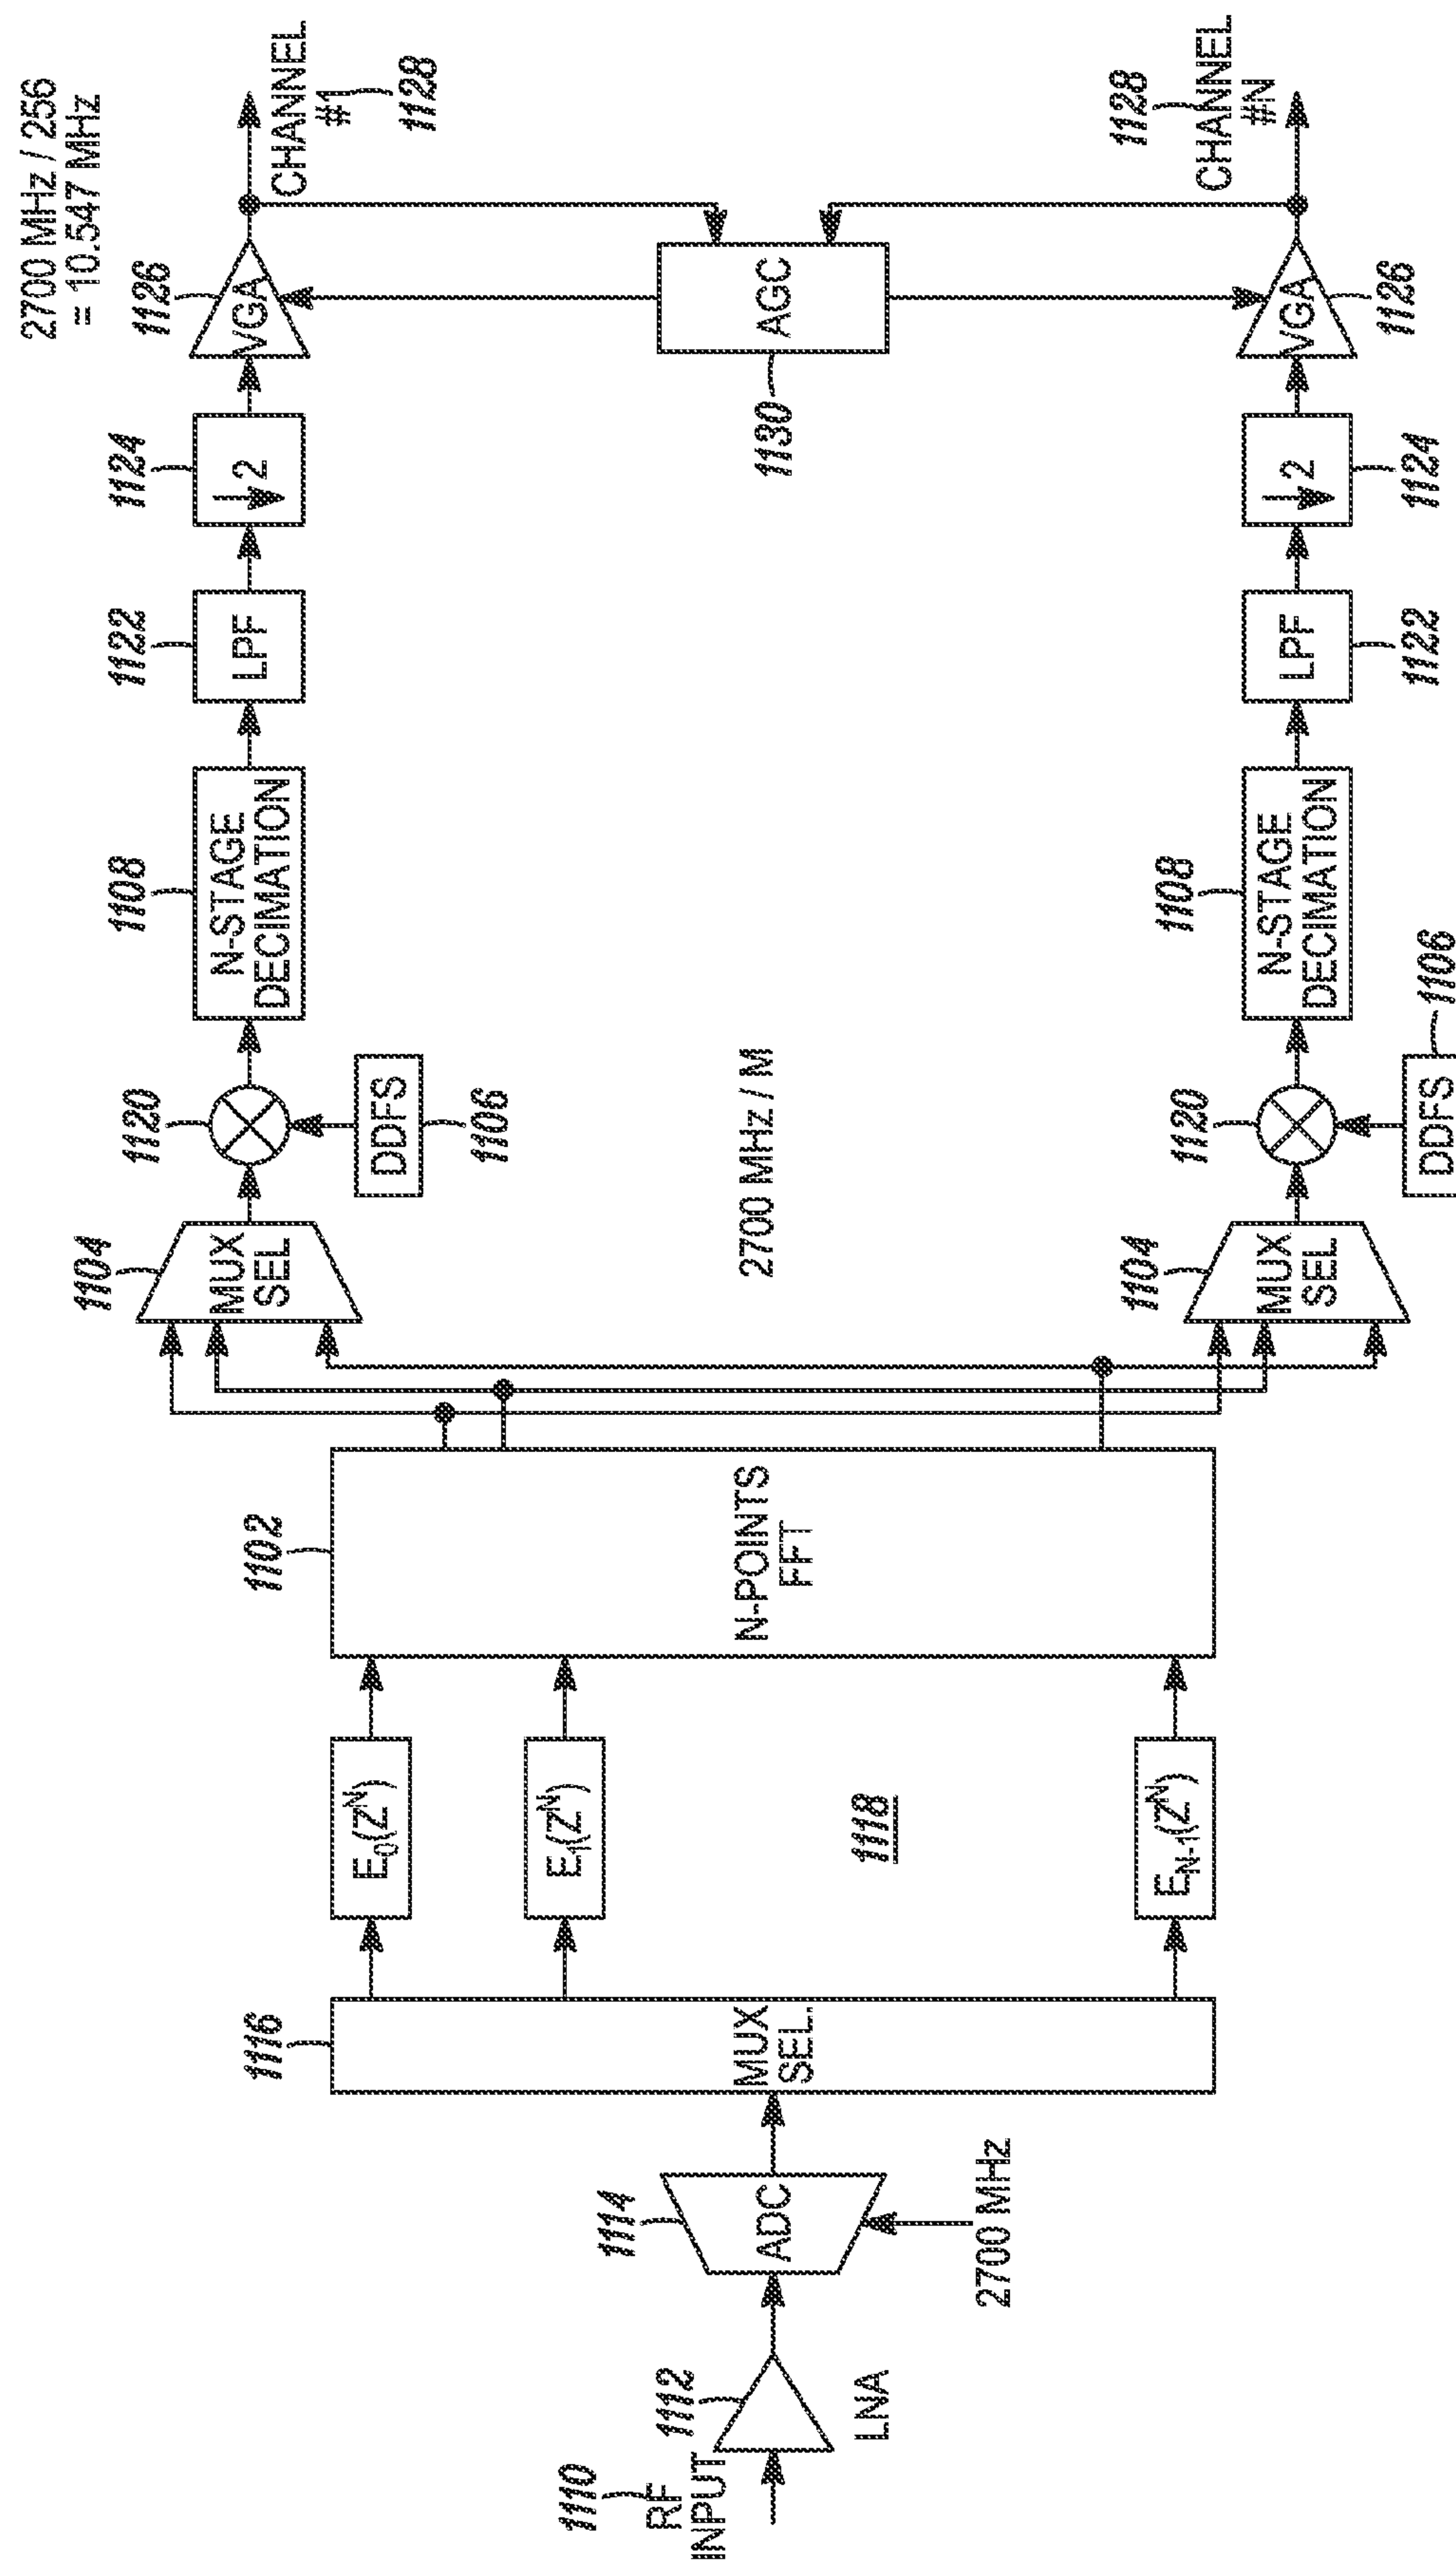 1110
RF
INPUT
1112
LNA
1114
ADC
2700 MHz
1116
MUX
SEL.
E0(Z^N)
E1(Z^N)
EN-1(Z^N)
1118
1102
N-POINTS
FFT
1104
MUX
SEL
1120
DDFS
1106
1108
N-STAGE
DECIMATION
1122
LPF
1124
↓2
1126
VGA
2700 MHz / 256
= 10.547 MHz
CHANNEL
#1
1128
2700 MHz / M
1130
AGC
1104
MUX
SEL
1120
DDFS
1106
1108
N-STAGE
DECIMATION
LPF
1122
↓2
1124
VGA
1126
1128
CHANNEL
#N